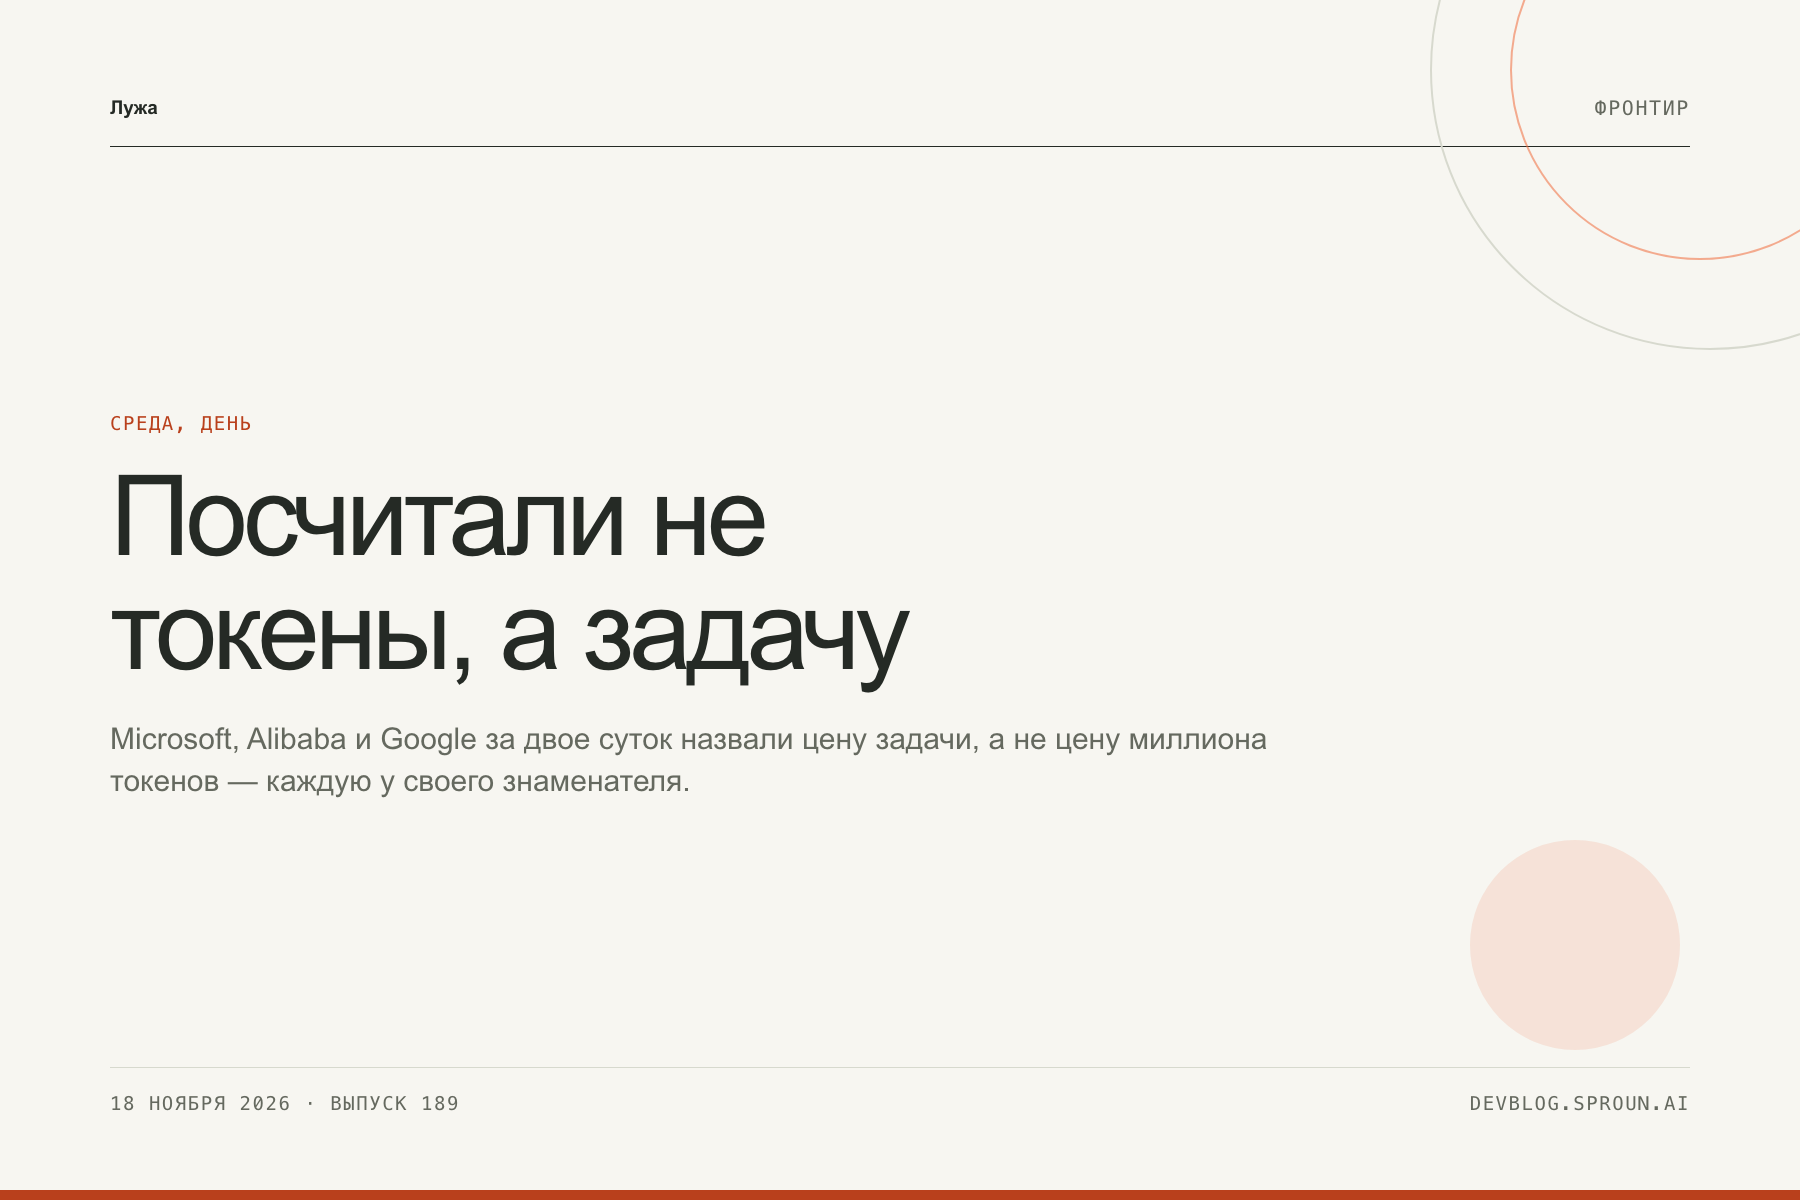 Лужа
ФРОНТИР
СРЕДА, ДЕНЬ
Посчитали не
токены, а задачу
Microsoft, Alibaba и Google за двое суток назвали цену задачи, а не цену миллиона
токенов — каждую у своего знаменателя.
18 НОЯБРЯ 2026 · ВЫПУСК 189
DEVBLOG.SPROUN.AI